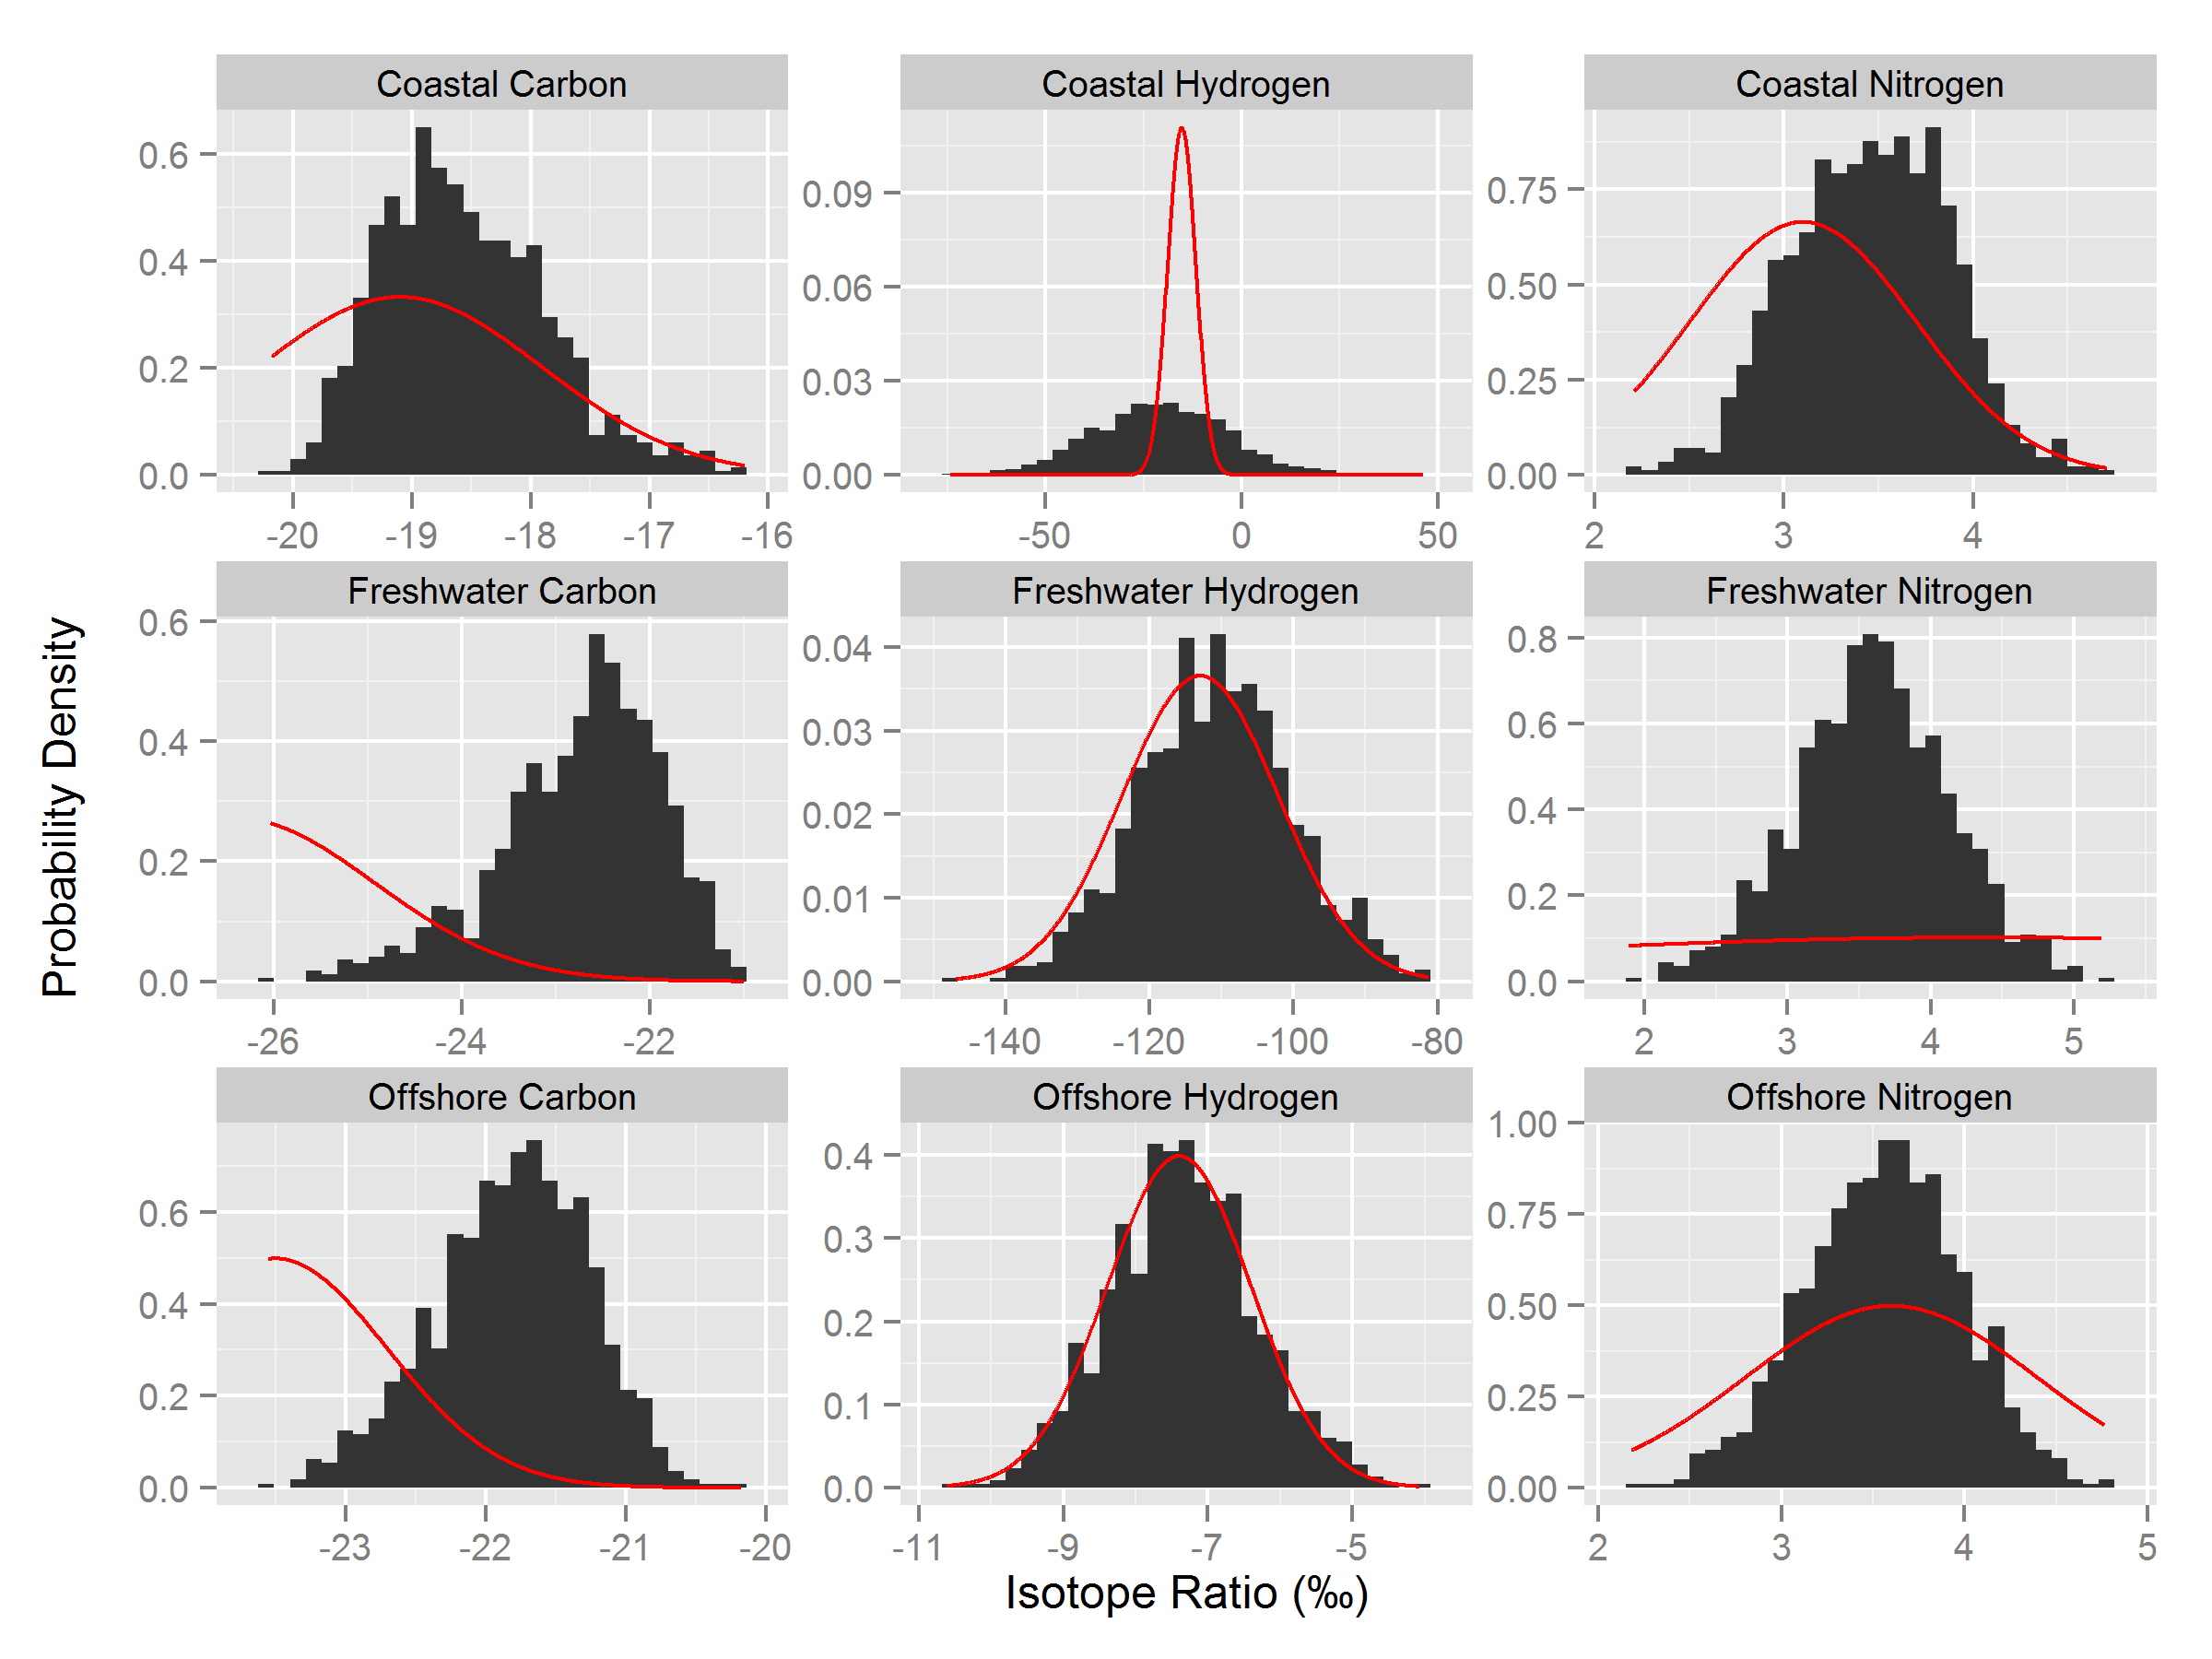 Coastal Carbon
Coastal Hydrogen
Coastal Nitrogen
0.6
0.4
0.2
0.0
0.09
0.06
0.03
0.00
0.75
0.50
0.25
0.00
-20 -19 -18 -17 -16
-50 0 50
2 3 4
Probability Density
Freshwater Carbon
Freshwater Hydrogen
Freshwater Nitrogen
0.6
0.4
0.2
0.0
0.04
0.03
0.02
0.01
0.00
0.8
0.6
0.4
0.2
0.0
-26 -24 -22
-140 -120 -100 -80
2 3 4 5
Offshore Carbon
Offshore Hydrogen
Offshore Nitrogen
0.6
0.4
0.2
0.0
0.4
0.3
0.2
0.1
0.0
1.00
0.75
0.50
0.25
0.00
-23 -22 -21 -20
-11 -9 -7 -5
2 3 4 5
Isotope Ratio (‰)